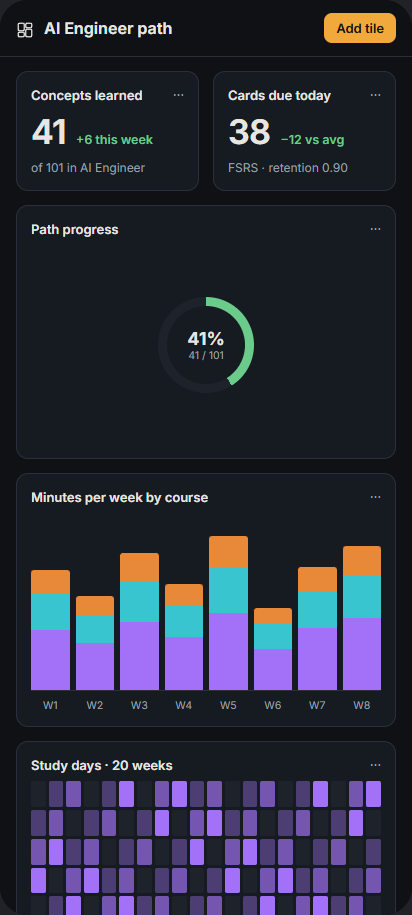 AI Engineer path
Add tile
Concepts learned
41 +6 this week
of 101 in AI Engineer
Cards due today
38 −12 vs avg
FSRS · retention 0.90
Path progress
41%
41 / 101
Minutes per week by course
W1 W2 W3 W4 W5 W6 W7 W8
Study days · 20 weeks